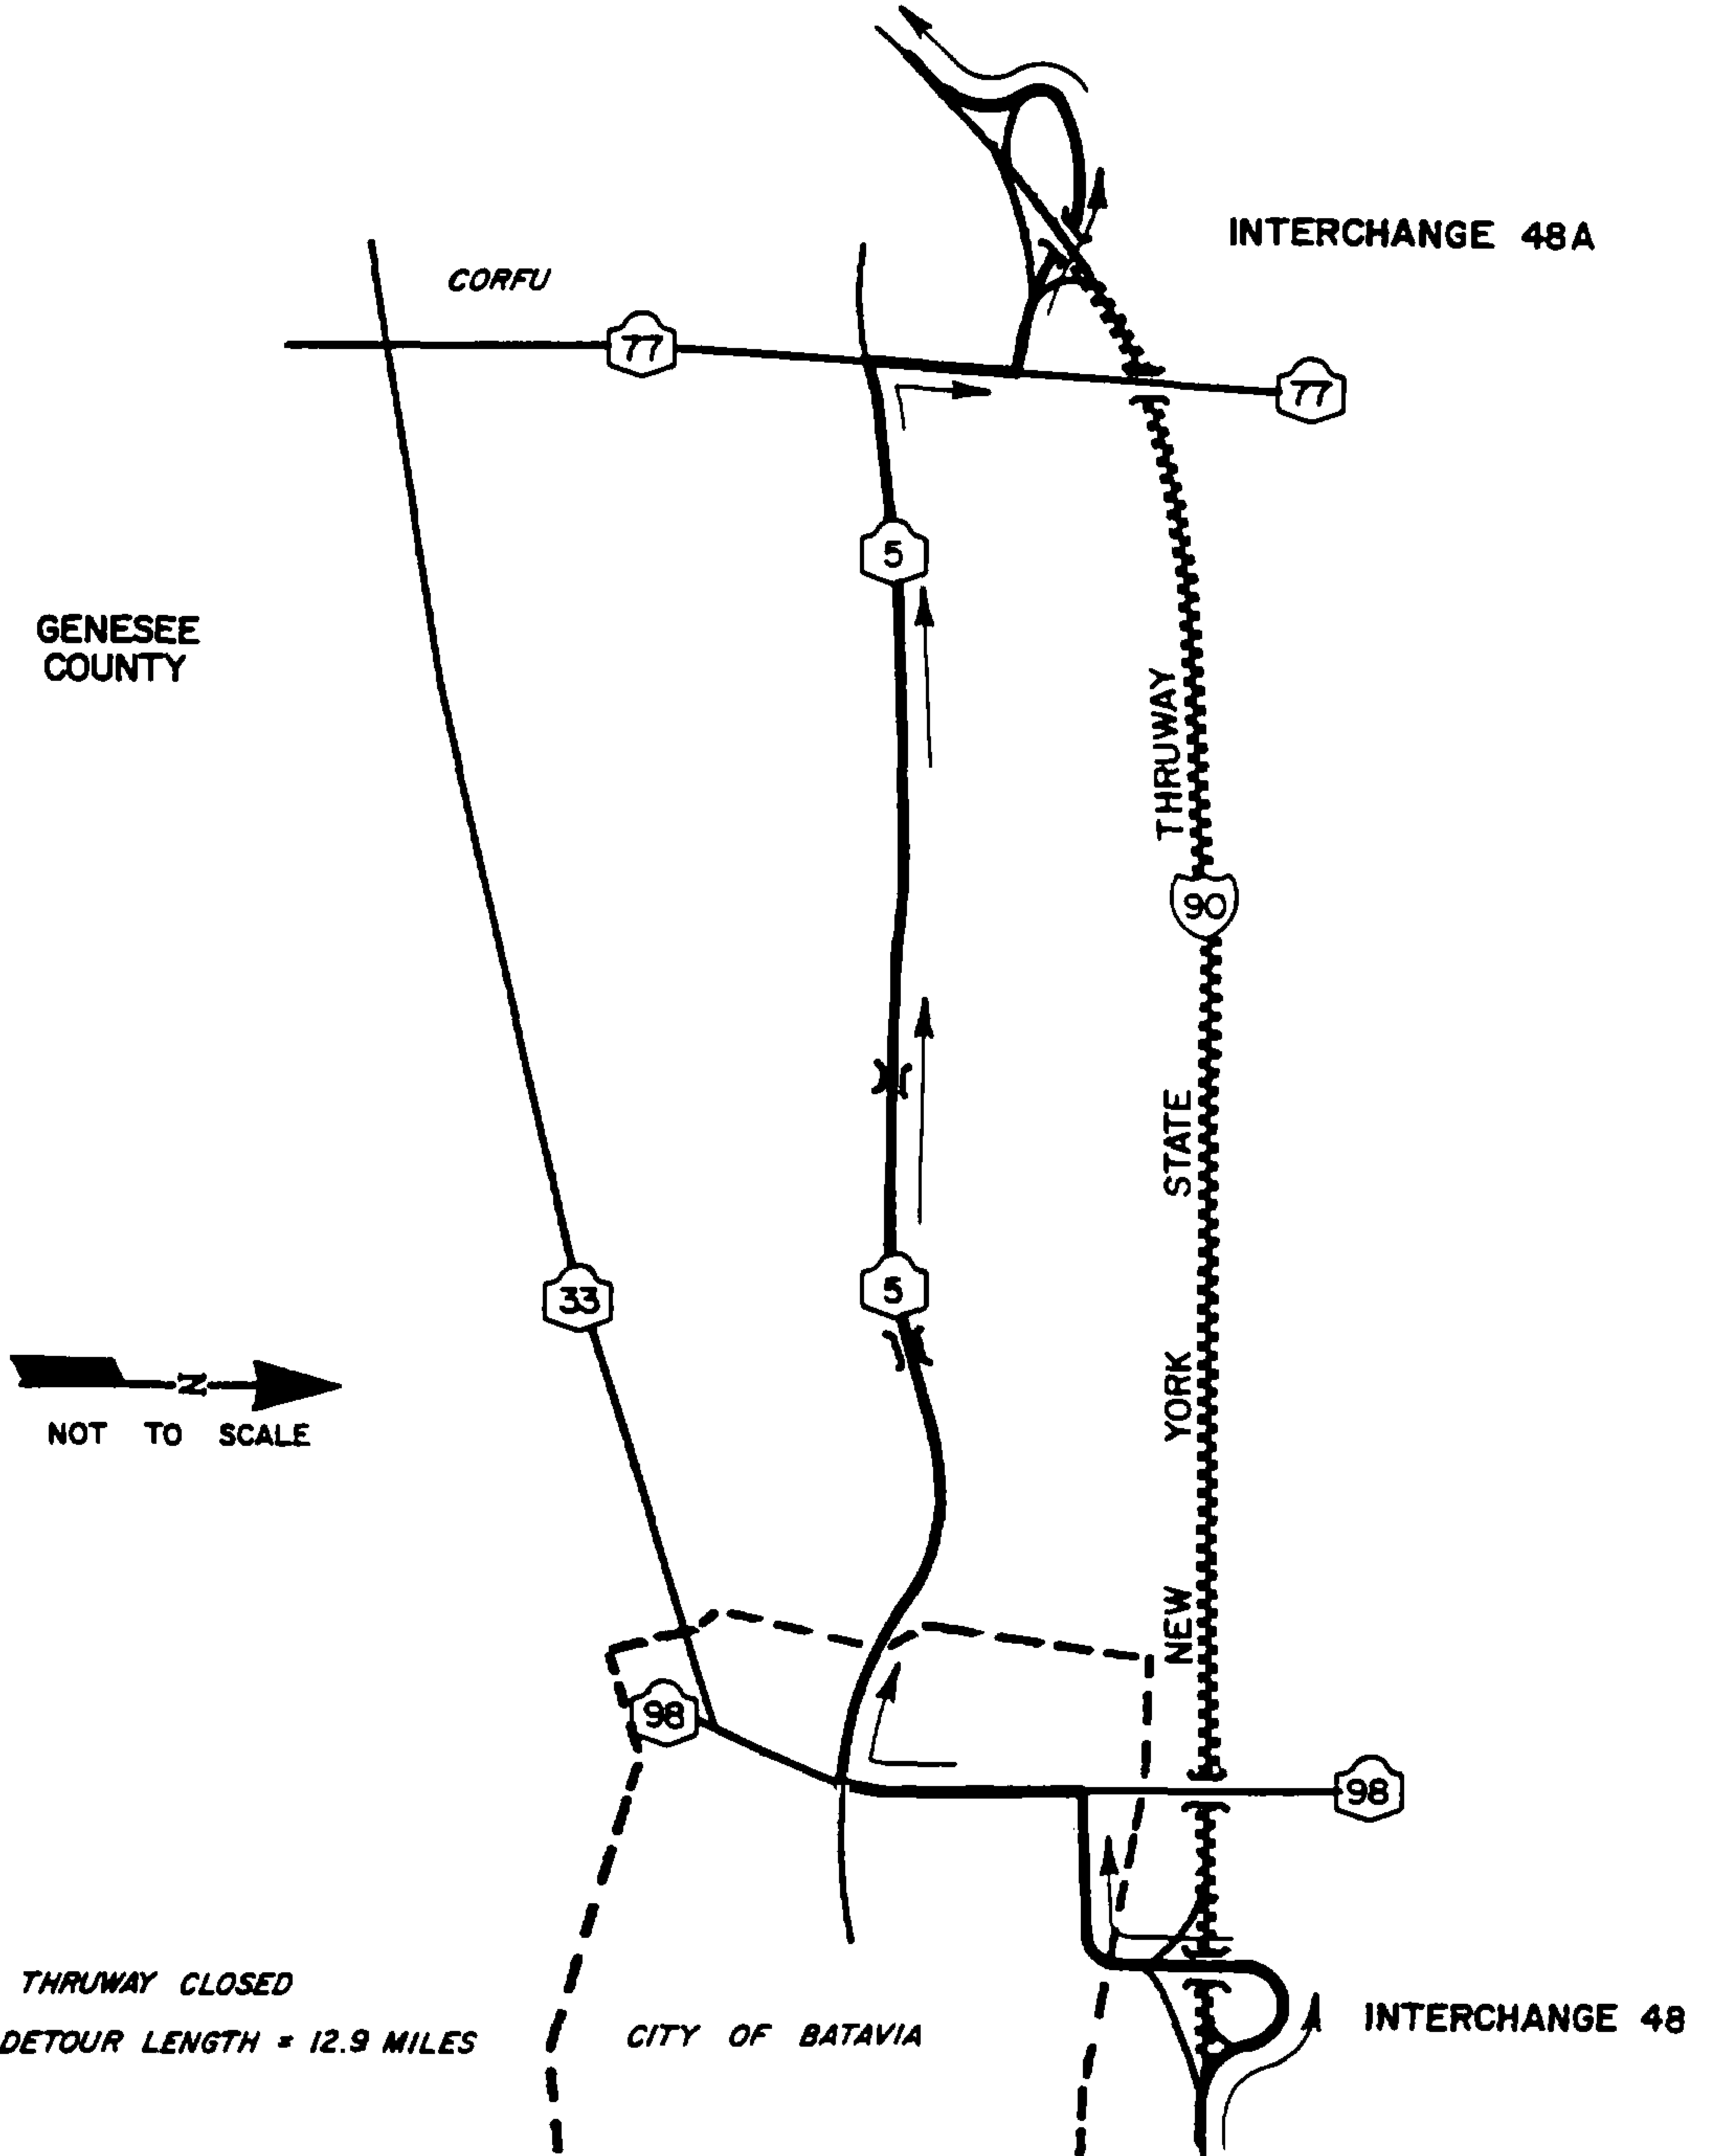 INTERCHANGE 48A
CORFU
77
77
5
GENESEE
COUNTY
THRUWAY
90
STATE
5
33
N
NOT TO SCALE
YORK
NEW
98
98
THRUWAY CLOSED
DETOUR LENGTH = 12.9 MILES
CITY OF BATAVIA
INTERCHANGE 48